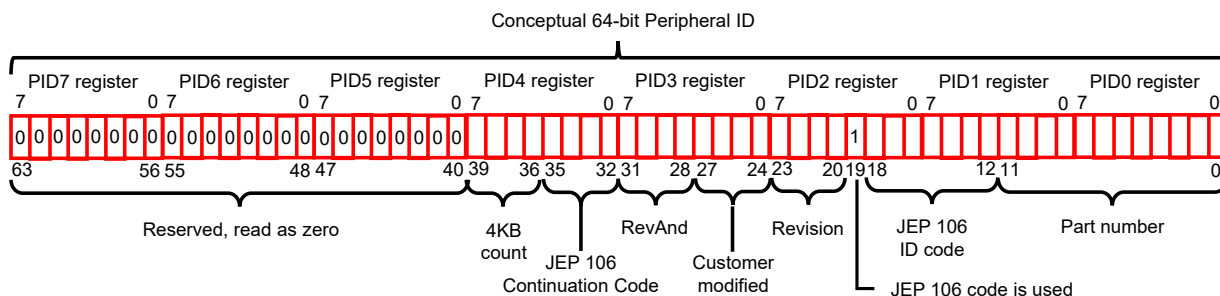 Conceptual 64-bit Peripheral ID
PID7 register PID6 register PID5 register PID4 register PID3 register PID2 register PID1 register PID0 register
7 0 7 0 7 0 7 0 7 0 7 0 7 0 7 0
0 0 0 0 0 0 0 0 0 0 0 0 0 0 0 0 0 0 0 0 0 0 0 0 1
63 56 55 48 47 40 39 36 35 32 31 28 27 24 23 20 19 18 12 11 0
Reserved, read as zero
4KB
count
JEP 106
Continuation Code
RevAnd
Customer
modified
Revision
JEP 106
ID code
Part number
JEP 106 code is used